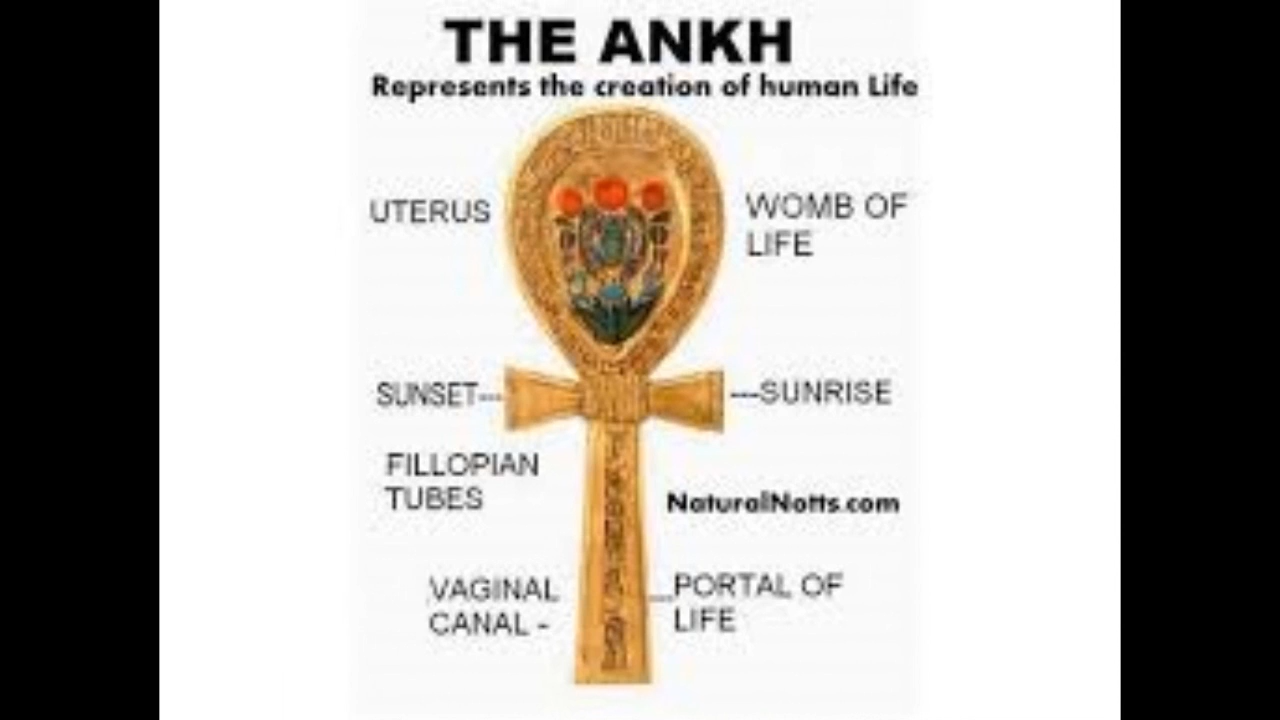 THE ANKH
Represents the creation of human Life
UTERUS
WOMB OF
LIFE
SUNSET---
---SUNRISE
FILLOPIAN
TUBES
NaturalNotts.com
VAGINAL
CANAL -
__PORTAL OF
LIFE